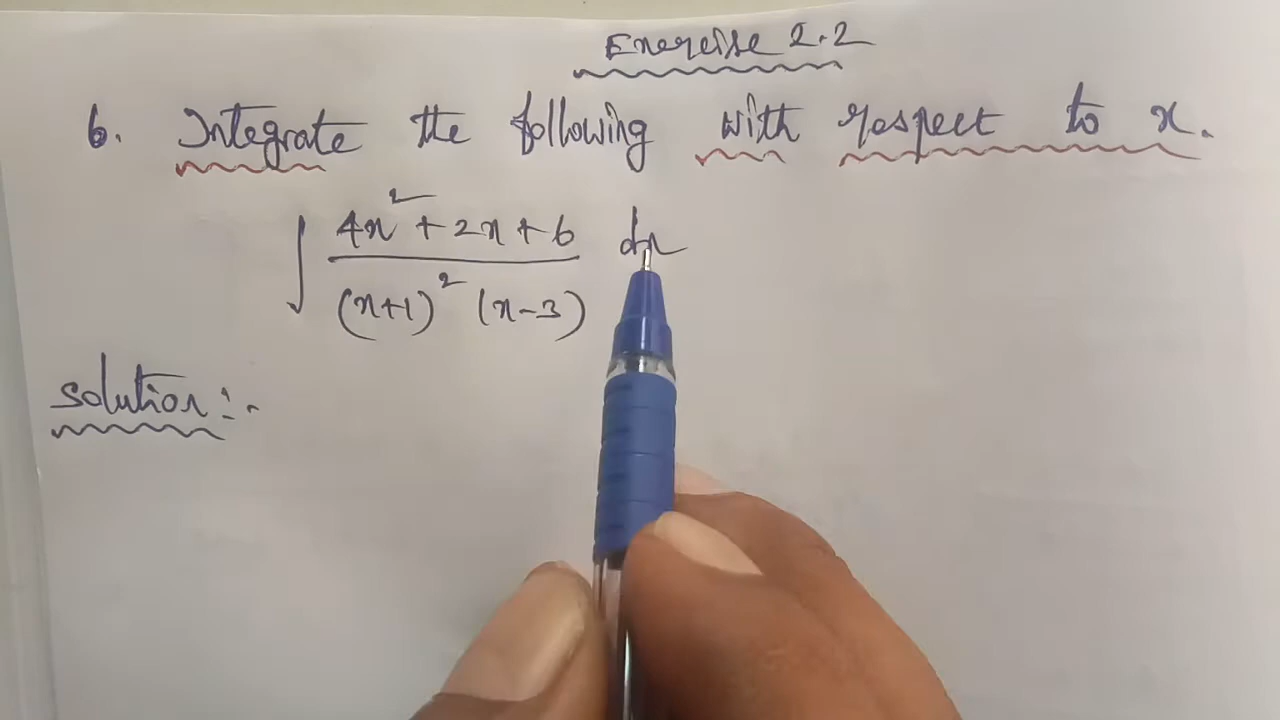 Exercise 2.2
6. Integrate the following with respect to x.
∫ (4x² + 2x + 6) / ((x+1)² (x-3)) dx
Solution:-